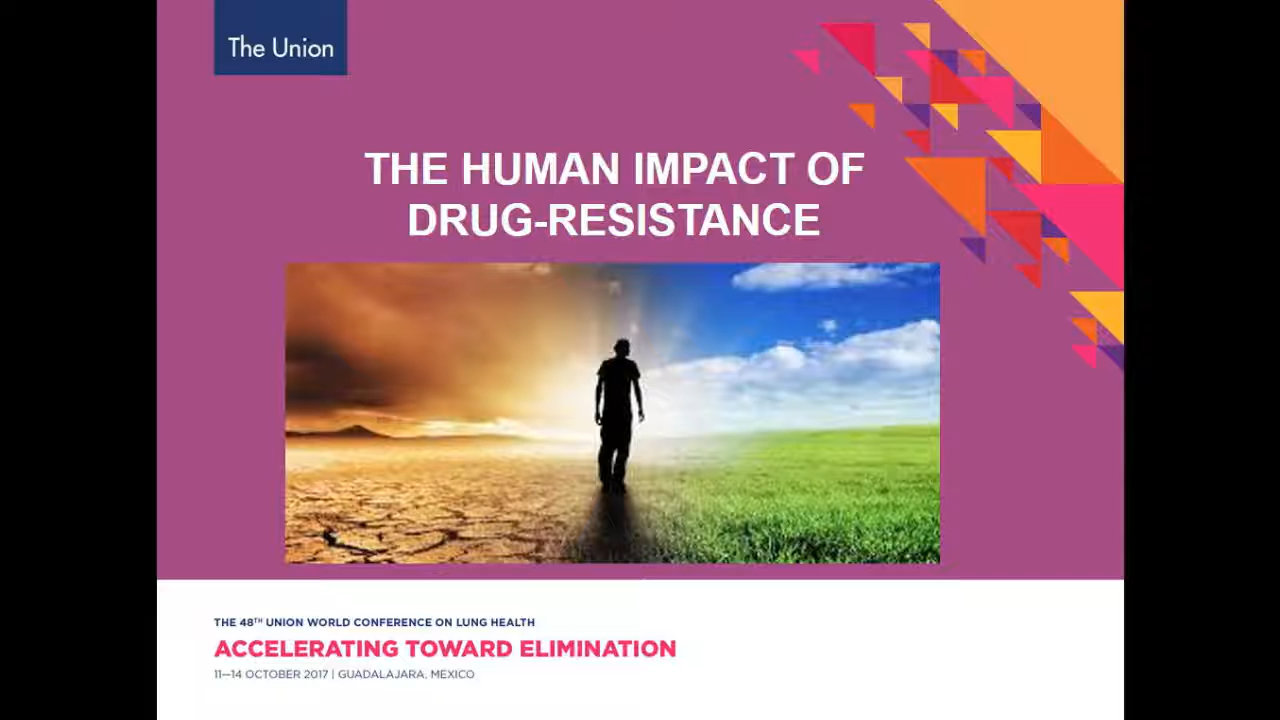 The Union
THE HUMAN IMPACT OF
DRUG-RESISTANCE
THE 48TH UNION WORLD CONFERENCE ON LUNG HEALTH
ACCELERATING TOWARD ELIMINATION
11—14 OCTOBER 2017 | GUADALAJARA, MEXICO